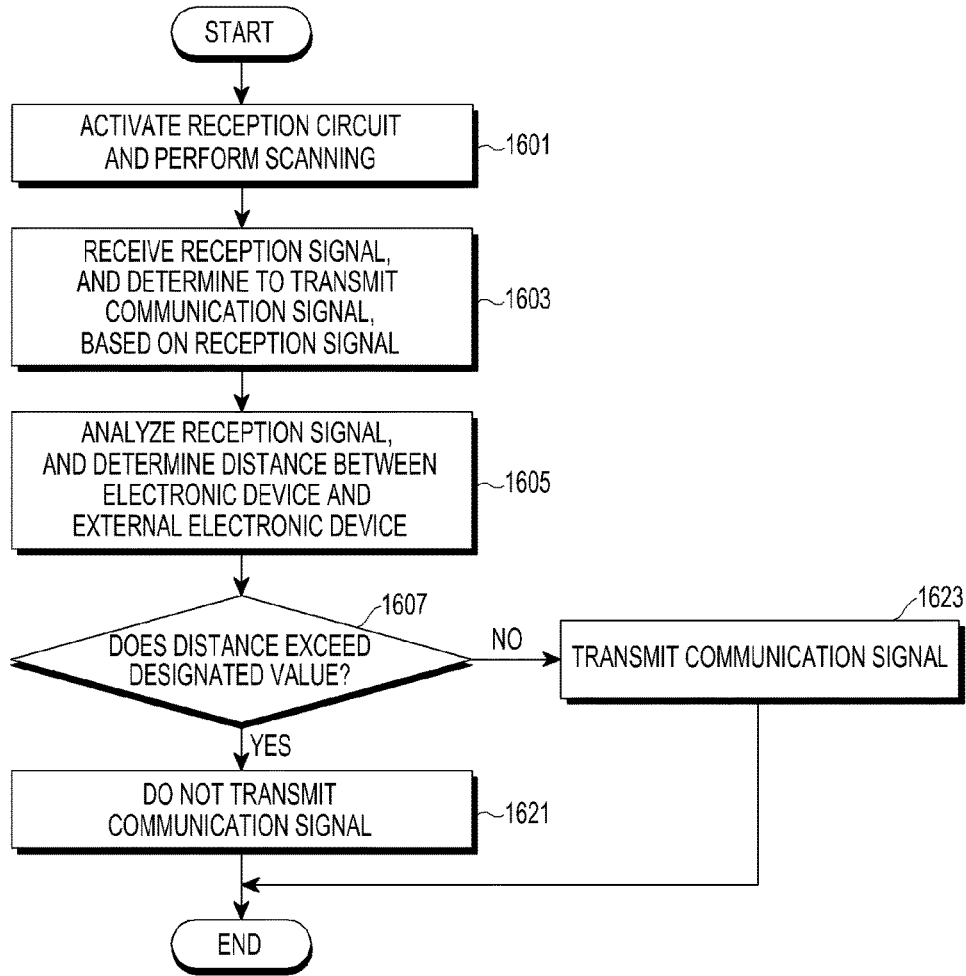 START
ACTIVATE RECEPTION CIRCUIT
AND PERFORM SCANNING
1601
RECEIVE RECEPTION SIGNAL,
AND DETERMINE TO TRANSMIT
COMMUNICATION SIGNAL,
BASED ON RECEPTION SIGNAL
1603
ANALYZE RECEPTION SIGNAL,
AND DETERMINE DISTANCE BETWEEN
ELECTRONIC DEVICE AND
EXTERNAL ELECTRONIC DEVICE
1605
1607
DOES DISTANCE EXCEED
DESIGNATED VALUE?
NO
1623
TRANSMIT COMMUNICATION SIGNAL
YES
DO NOT TRANSMIT
COMMUNICATION SIGNAL
1621
END